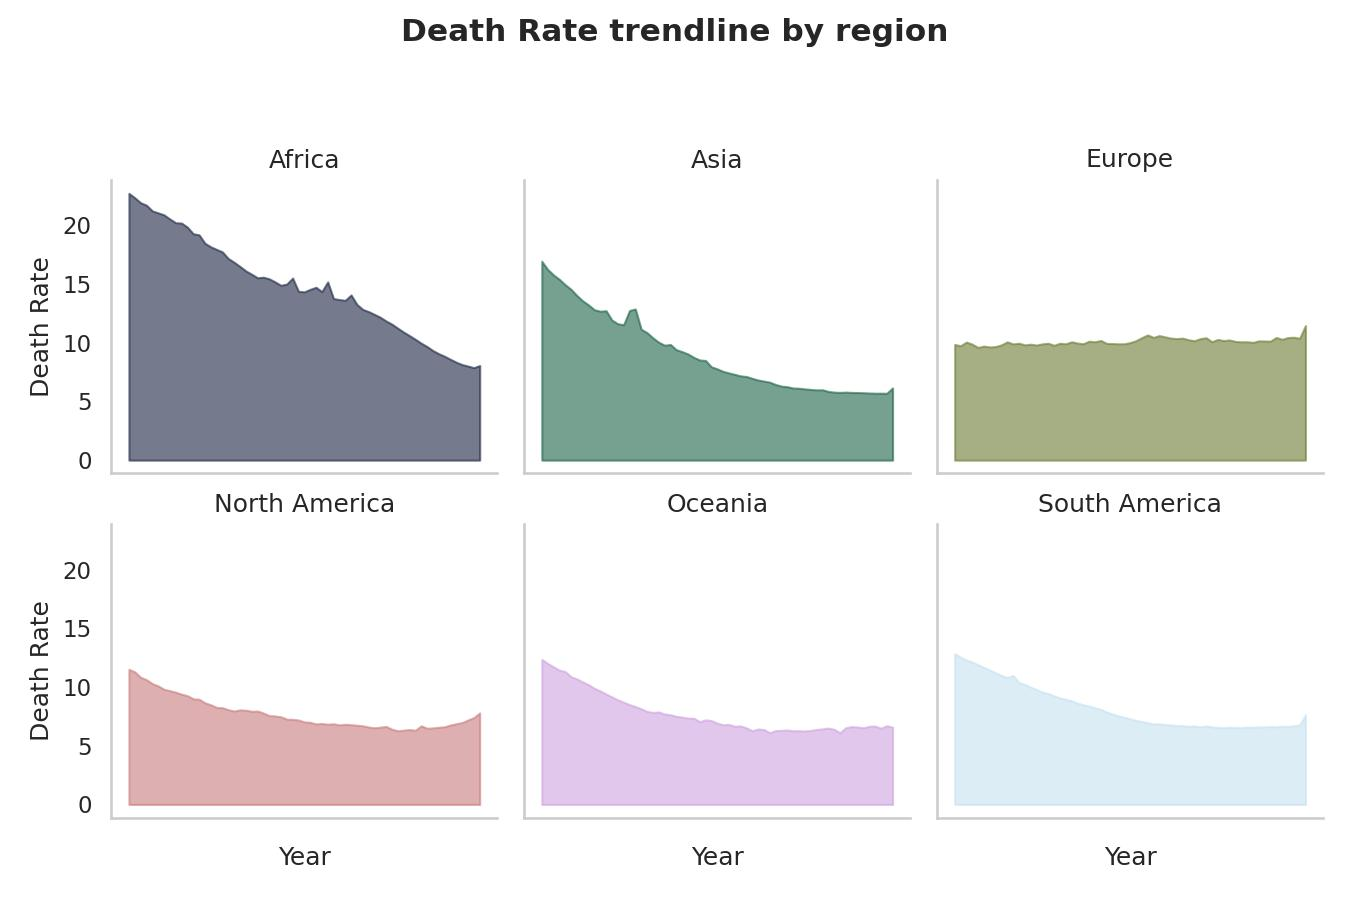 Death Rate trendline by region
Africa
Asia
Europe
Death Rate
20
15
10
5
0
North America
Oceania
South America
Death Rate
20
15
10
5
0
Year
Year
Year